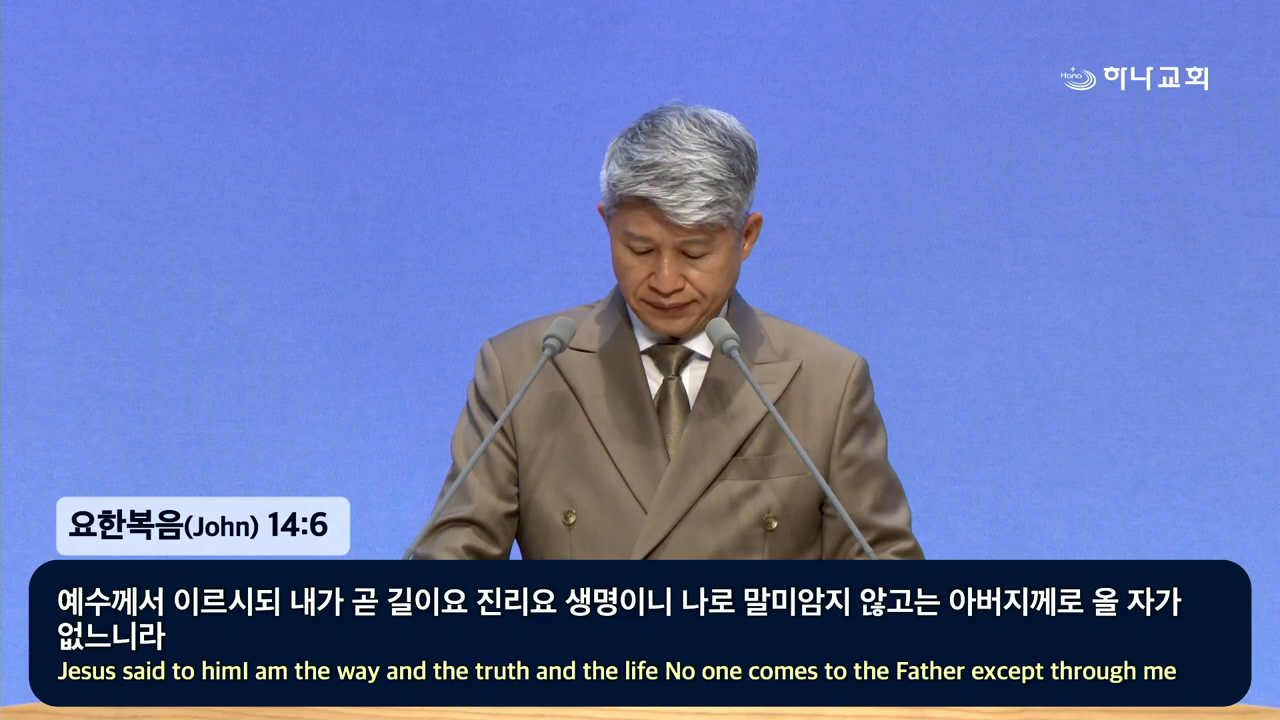 Hana 하나교회
요한복음(John) 14:6
예수께서 이르시되 내가 곧 길이요 진리요 생명이니 나로 말미암지 않고는 아버지께로 올 자가
없느니라
Jesus said to himI am the way and the truth and the life No one comes to the Father except through me